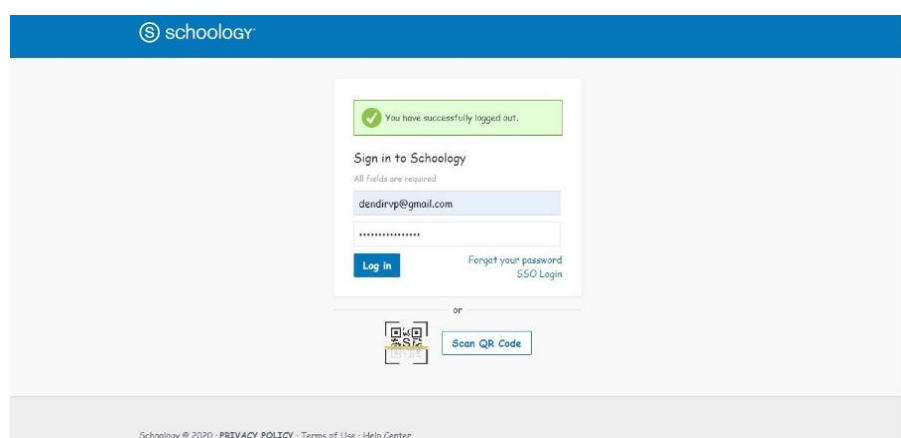 S schoology
You have successfully logged out.
Sign in to Schoology
All fields are required
dendirvp@gmail.com
•••••••••••••••
Log in
Forgot your password
SSO Login
or
Scan QR Code
Schoology © 2020 · PRIVACY POLICY · Terms of Use · Help Center